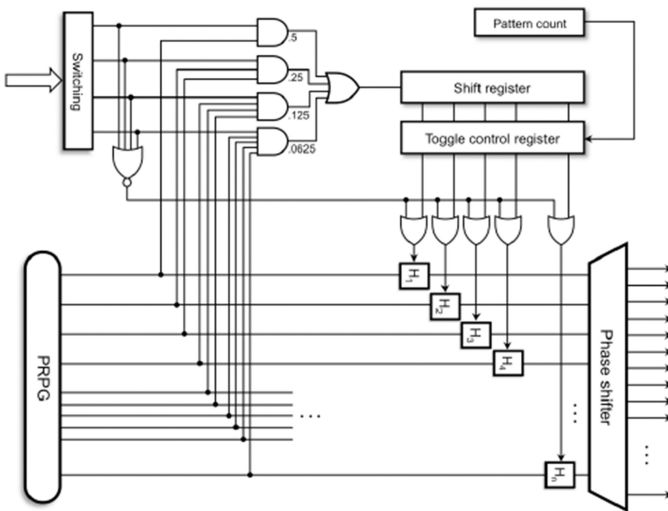 Switching
.5
.25
.125
.0625
Pattern count
Shift register
Toggle control register
H1
H2
H3
H4
Hn
PRPG
Phase shifter
...
...
...